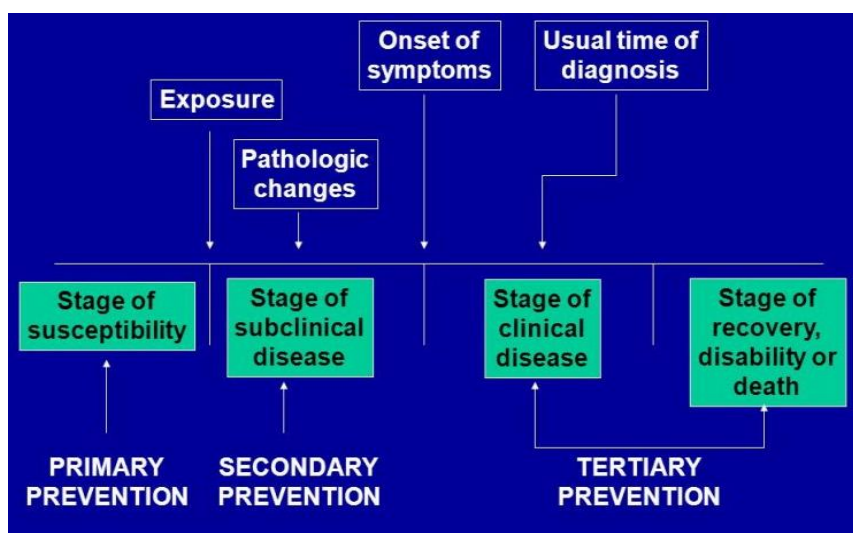 Onset of
symptoms
Usual time of
diagnosis
Exposure
Pathologic
changes
Stage of
susceptibility
Stage of
subclinical
disease
Stage of
clinical
disease
Stage of
recovery,
disability or
death
PRIMARY
PREVENTION
SECONDARY
PREVENTION
TERTIARY
PREVENTION